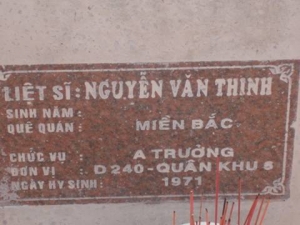 LIỆT SĨ: NGUYỄN VĂN THINH
SINH NĂM:
QUÊ QUÁN: MIỀN BẮC
CHỨC VỤ: A TRƯỞNG
ĐƠN VỊ: D 240-QUÂN KHU 5
NGÀY HY SINH: 1971